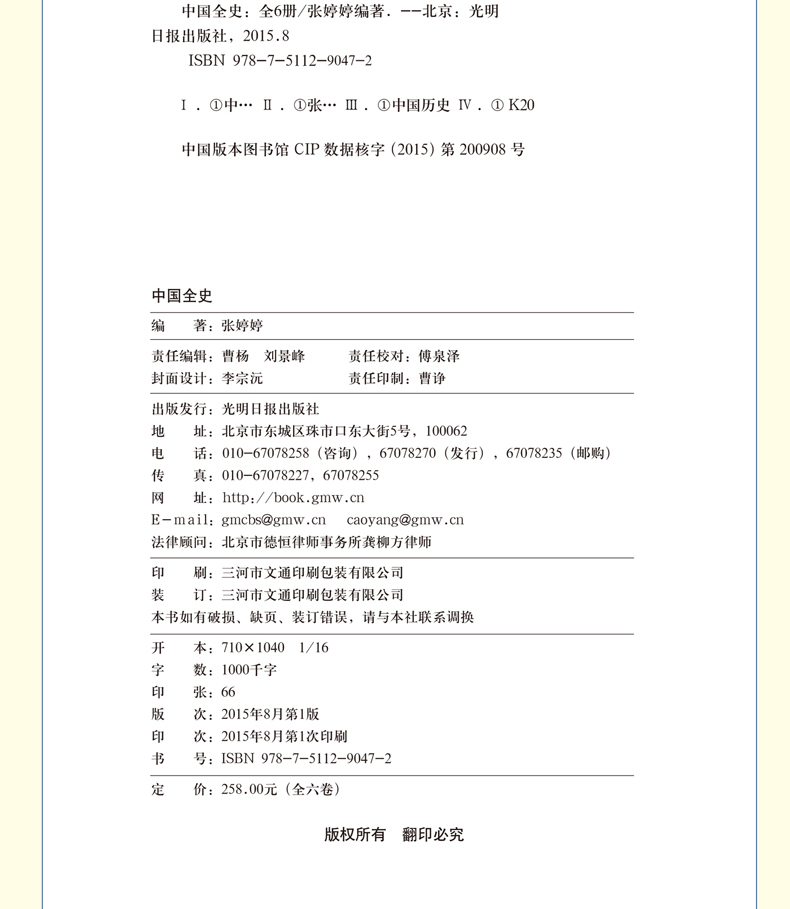 中国全史：全6册/张婷婷编著．——北京：光明
日报出版社，2015.8
ISBN 978-7-5112-9047-2
Ⅰ．①中… Ⅱ．①张… Ⅲ．①中国历史 Ⅳ．① K20
中国版本图书馆 CIP 数据核字（2015）第 200908 号
中国全史
编 著：张婷婷
责任编辑：曹杨 刘景峰 责任校对：傅泉泽
封面设计：李宗沅 责任印制：曹诤
出版发行：光明日报出版社
地 址：北京市东城区珠市口东大街5号，100062
电 话：010-67078258（咨询），67078270（发行），67078235（邮购）
传 真：010-67078227，67078255
网 址：http://book.gmw.cn
E-mail：gmcbs@gmw.cn caoyang@gmw.cn
法律顾问：北京市德恒律师事务所龚柳方律师
印 刷：三河市文通印刷包装有限公司
装 订：三河市文通印刷包装有限公司
本书如有破损、缺页、装订错误，请与本社联系调换
开 本：710×1040 1/16
字 数：1000千字
印 张：66
版 次：2015年8月第1版
印 次：2015年8月第1次印刷
书 号：ISBN 978-7-5112-9047-2
定 价：258.00元（全六卷）
版权所有 翻印必究